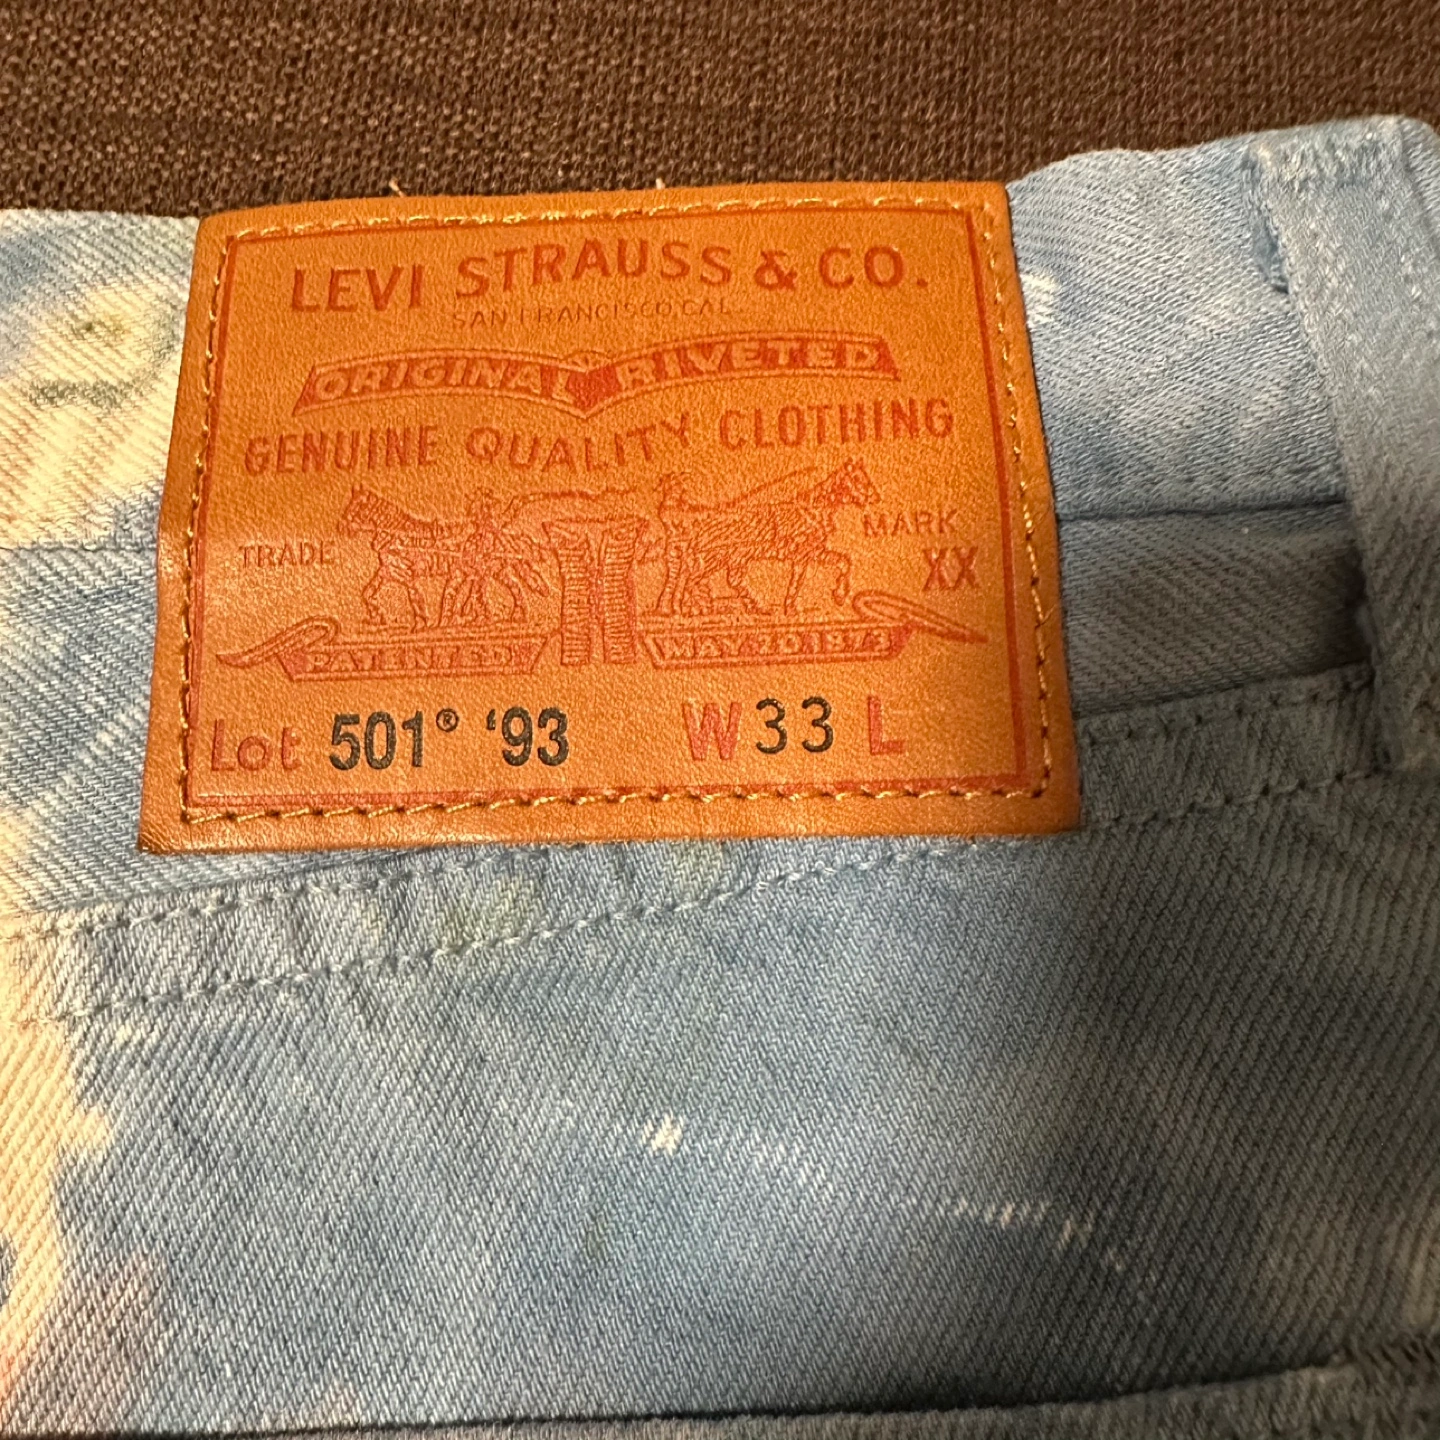 LEVI STRAUSS & CO.
SAN FRANCISCO, CAL.
ORIGINAL RIVETED
GENUINE QUALITY CLOTHING
TRADE MARK
XX
PATENTED MAY 20 1873
Lot 501® ‘93 W 33 L